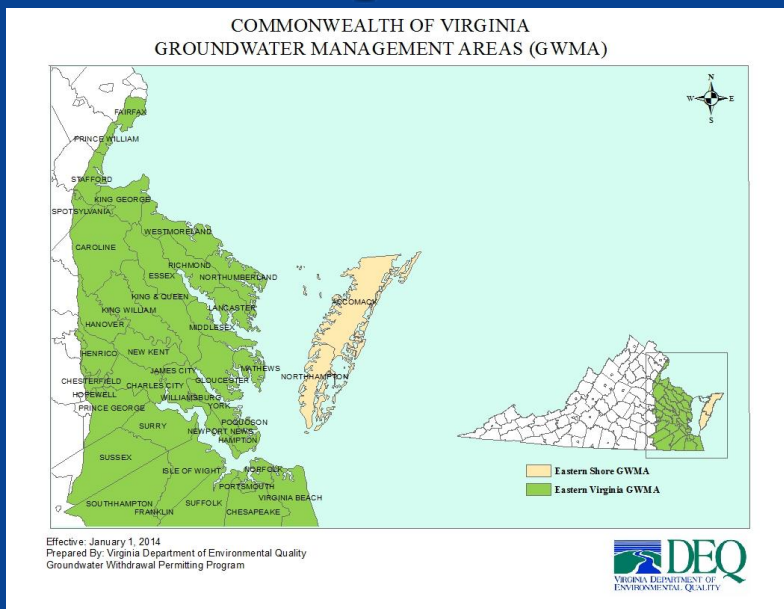 COMMONWEALTH OF VIRGINIA
GROUNDWATER MANAGEMENT AREAS (GWMA)
N
W E
S
FAIRFAX
PRINCE WILLIAM
STAFFORD
KING GEORGE
SPOTSYLVANIA
WESTMORELAND
CAROLINE
RICHMOND
ESSEX
NORTHUMBERLAND
KING & QUEEN
ACCOMACK
KING WILLIAM
LANCASTER
HANOVER
MIDDLESEX
HENRICO
NEW KENT
JAMES CITY
MATHEWS
CHESTERFIELD
CHARLES CITY
GLOUCESTER
NORTHHAMPTON
HOPEWELL
WILLIAMSBURG
PRINCE GEORGE
YORK
SURRY
POQUOSON
NEWPORT NEWS
HAMPTON
SUSSEX
ISLE OF WIGHT
NORFOLK
PORTSMOUTH
VIRGINIA BEACH
SOUTHHAMPTON
FRANKLIN
SUFFOLK
CHESAPEAKE
Eastern Shore GWMA
Eastern Virginia GWMA
Effective: January 1, 2014
Prepared By: Virginia Department of Environmental Quality
Groundwater Withdrawal Permitting Program
DEQ
VIRGINIA DEPARTMENT OF
ENVIRONMENTAL QUALITY